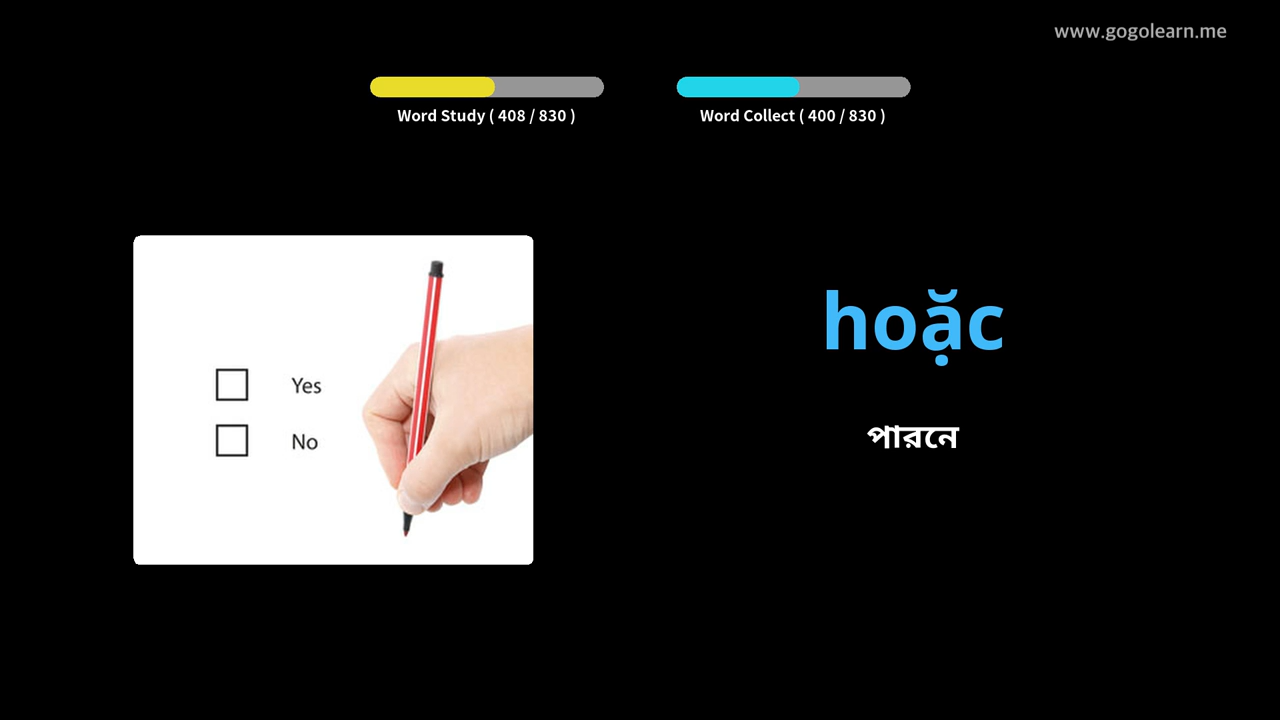 www.gogolearn.me
Word Study ( 408 / 830 )
Word Collect ( 400 / 830 )
Yes
No
hoặc
পারনে